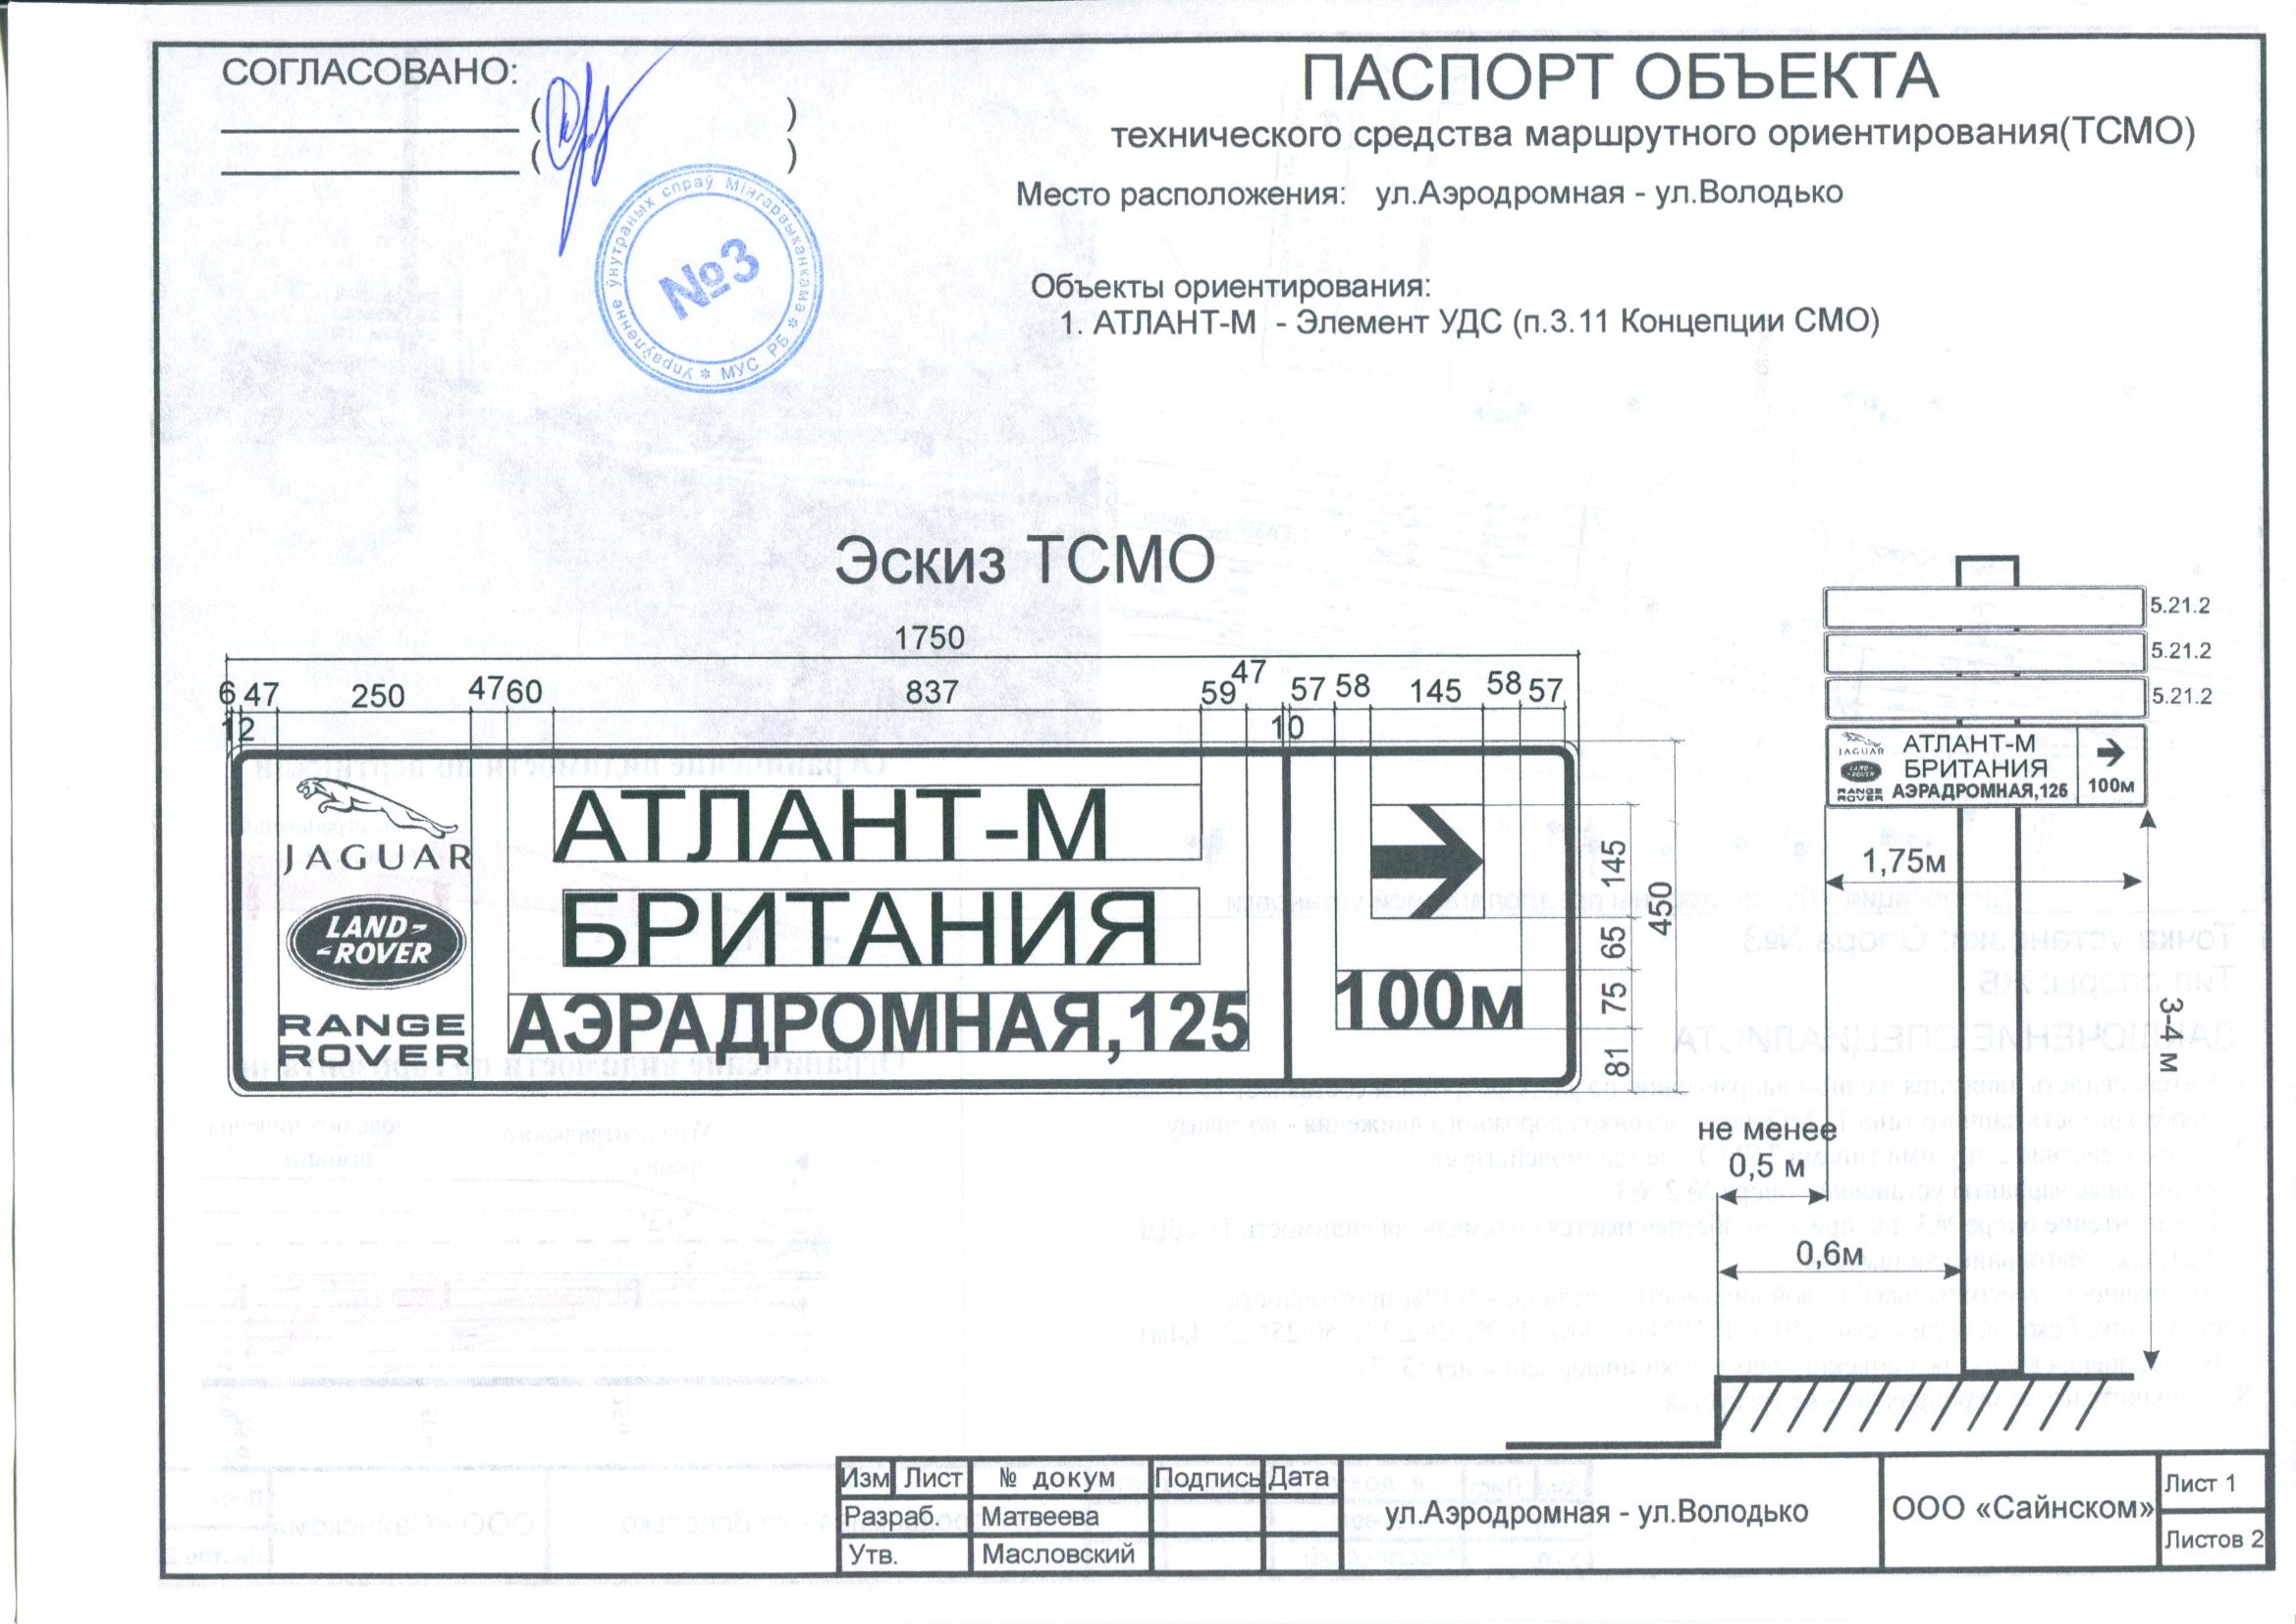 СОГЛАСОВАНО:
( )
( )
Упраўленне ўнутраных спраў Мінгарвыканкама * МУС РБ *
№3
ПАСПОРТ ОБЪЕКТА
технического средства маршрутного ориентирования(ТСМО)
Место расположения: ул.Аэродромная - ул.Володько
Объекты ориентирования:
1. АТЛАНТ-М - Элемент УДС (п.3.11 Концепции СМО)
Эскиз ТСМО
1750
6 47 250 47 60 837 59 47 57 58 145 58 57
12 10
JAGUAR
LAND-
-ROVER
RANGE
ROVER
АТЛАНТ-М
БРИТАНИЯ
АЭРАДРОМНАЯ,125
100м
145
65
75
81
450
5.21.2
5.21.2
5.21.2
JAGUAR
LAND-
ROVER
RANGE
ROVER
АТЛАНТ-М
БРИТАНИЯ
АЭРАДРОМНАЯ,125
100м
1,75м
3-4 м
не менее
0,5 м
0,6м
Изм Лист № докум Подпись Дата
Разраб. Матвеева
Утв. Масловский
ул.Аэродромная - ул.Володько
ООО «Сайнском»
Лист 1
Листов 2